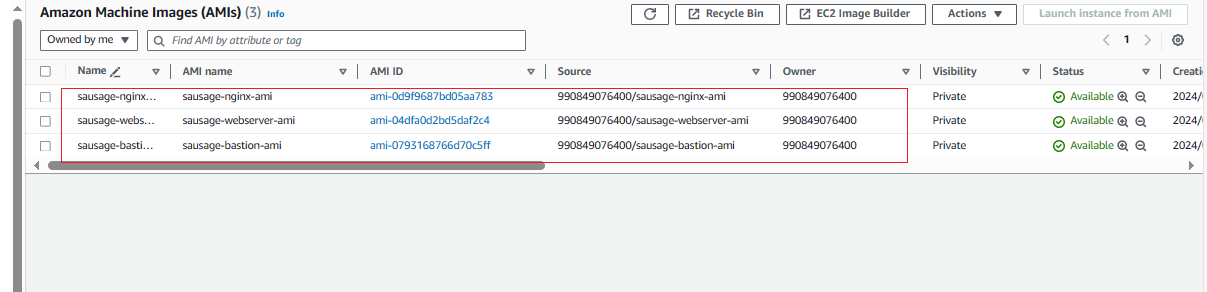 Amazon Machine Images (AMIs) (3) Info Recycle Bin EC2 Image Builder Actions Launch instance from AMI
Owned by me Find AMI by attribute or tag 1
Name AMI name AMI ID Source Owner Visibility Status Creati
sausage-nginx... sausage-nginx-ami ami-0d9f9687bd05aa783 990849076400/sausage-nginx-ami 990849076400 Private Available 2024/
sausage-webs... sausage-webserver-ami ami-04dfa0d2bd5daf2c4 990849076400/sausage-webserver-ami 990849076400 Private Available 2024/
sausage-basti... sausage-bastion-ami ami-0793168766d70c5ff 990849076400/sausage-bastion-ami 990849076400 Private Available 2024/